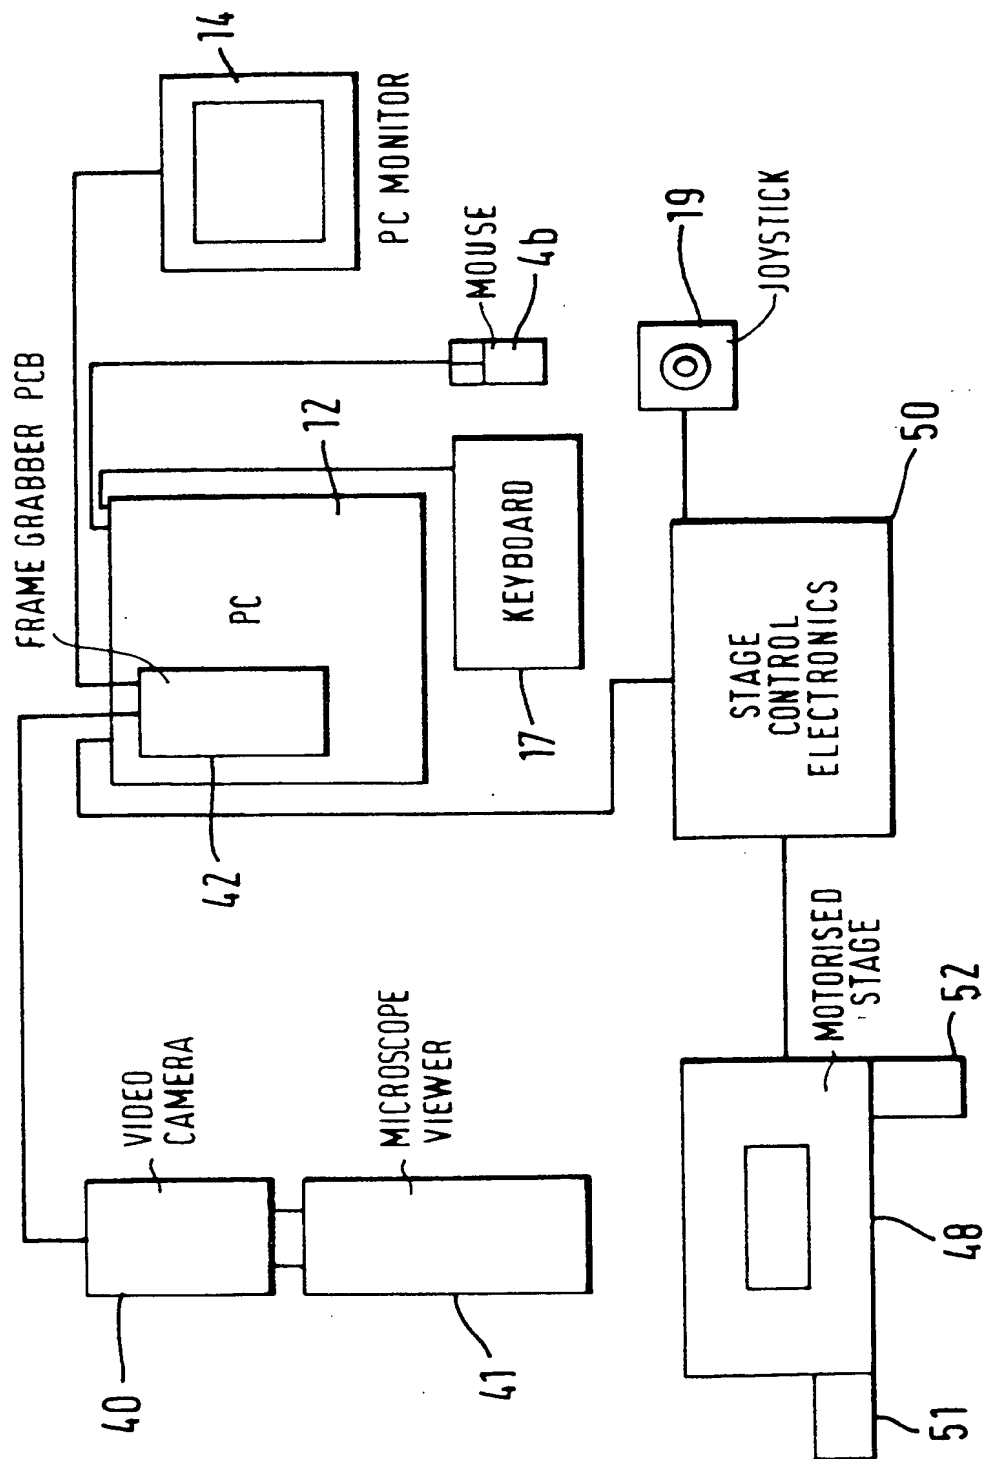 FRAME GRABBER PCB
40
VIDEO
CAMERA
14
42
PC
12
PC MONITOR
MICROSCOPE
VIEWER
MOUSE
41
KEYBOARD
17
4b
19
JOYSTICK
STAGE
CONTROL
ELECTRONICS
MOTORISED
STAGE
50
51
48
52